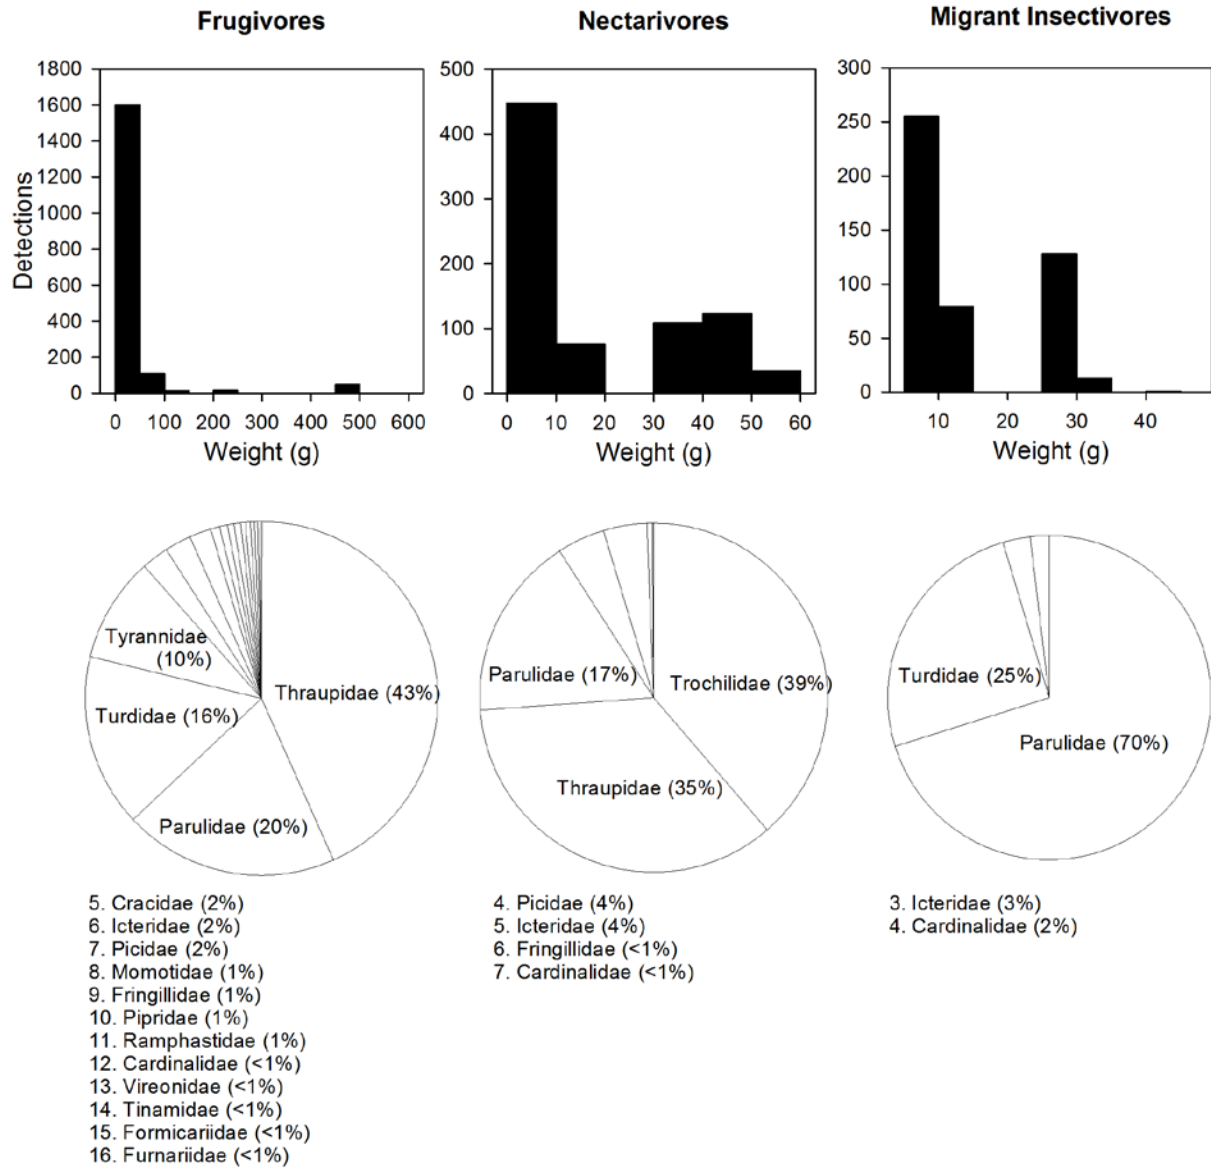 Frugivores
Nectarivores
Migrant Insectivores
1800
1600
1400
1200
1000
800
600
400
200
0
Detections
0 100 200 300 400 500 600
Weight (g)
500
400
300
200
100
0
0 10 20 30 40 50 60
Weight (g)
300
250
200
150
100
50
0
10 20 30 40
Weight (g)
Tyrannidae
(10%)
Thraupidae (43%)
Turdidae (16%)
Parulidae (20%)
Parulidae (17%)
Trochilidae (39%)
Thraupidae (35%)
Turdidae (25%)
Parulidae (70%)
5. Cracidae (2%)
6. Icteridae (2%)
7. Picidae (2%)
8. Momotidae (1%)
9. Fringillidae (1%)
10. Pipridae (1%)
11. Ramphastidae (1%)
12. Cardinalidae (<1%)
13. Vireonidae (<1%)
14. Tinamidae (<1%)
15. Formicariidae (<1%)
16. Furnariidae (<1%)
4. Picidae (4%)
5. Icteridae (4%)
6. Fringillidae (<1%)
7. Cardinalidae (<1%)
3. Icteridae (3%)
4. Cardinalidae (2%)